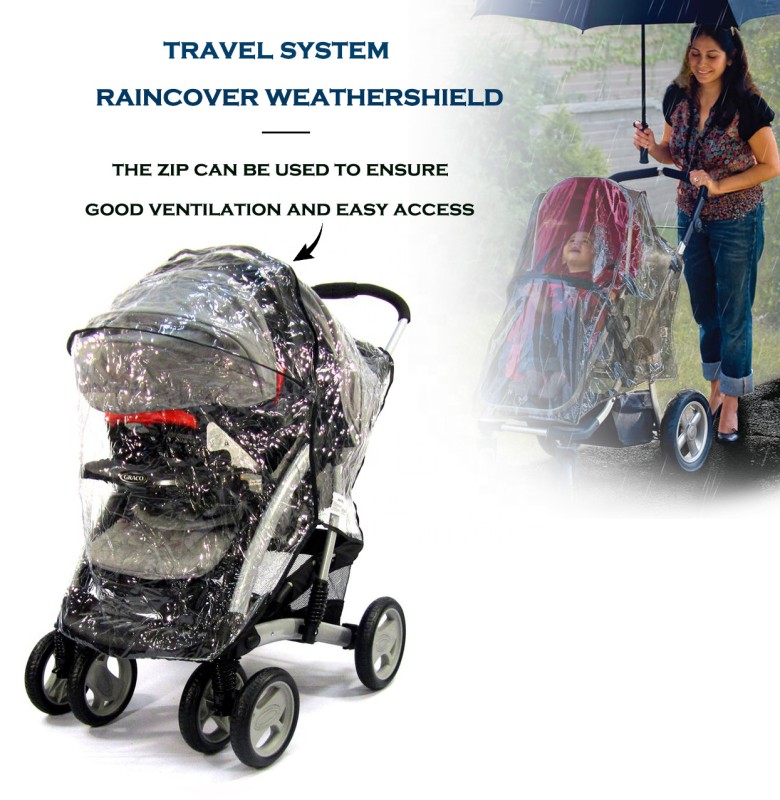 TRAVEL SYSTEM
RAINCOVER WEATHERSHIELD
THE ZIP CAN BE USED TO ENSURE
GOOD VENTILATION AND EASY ACCESS
GRACO